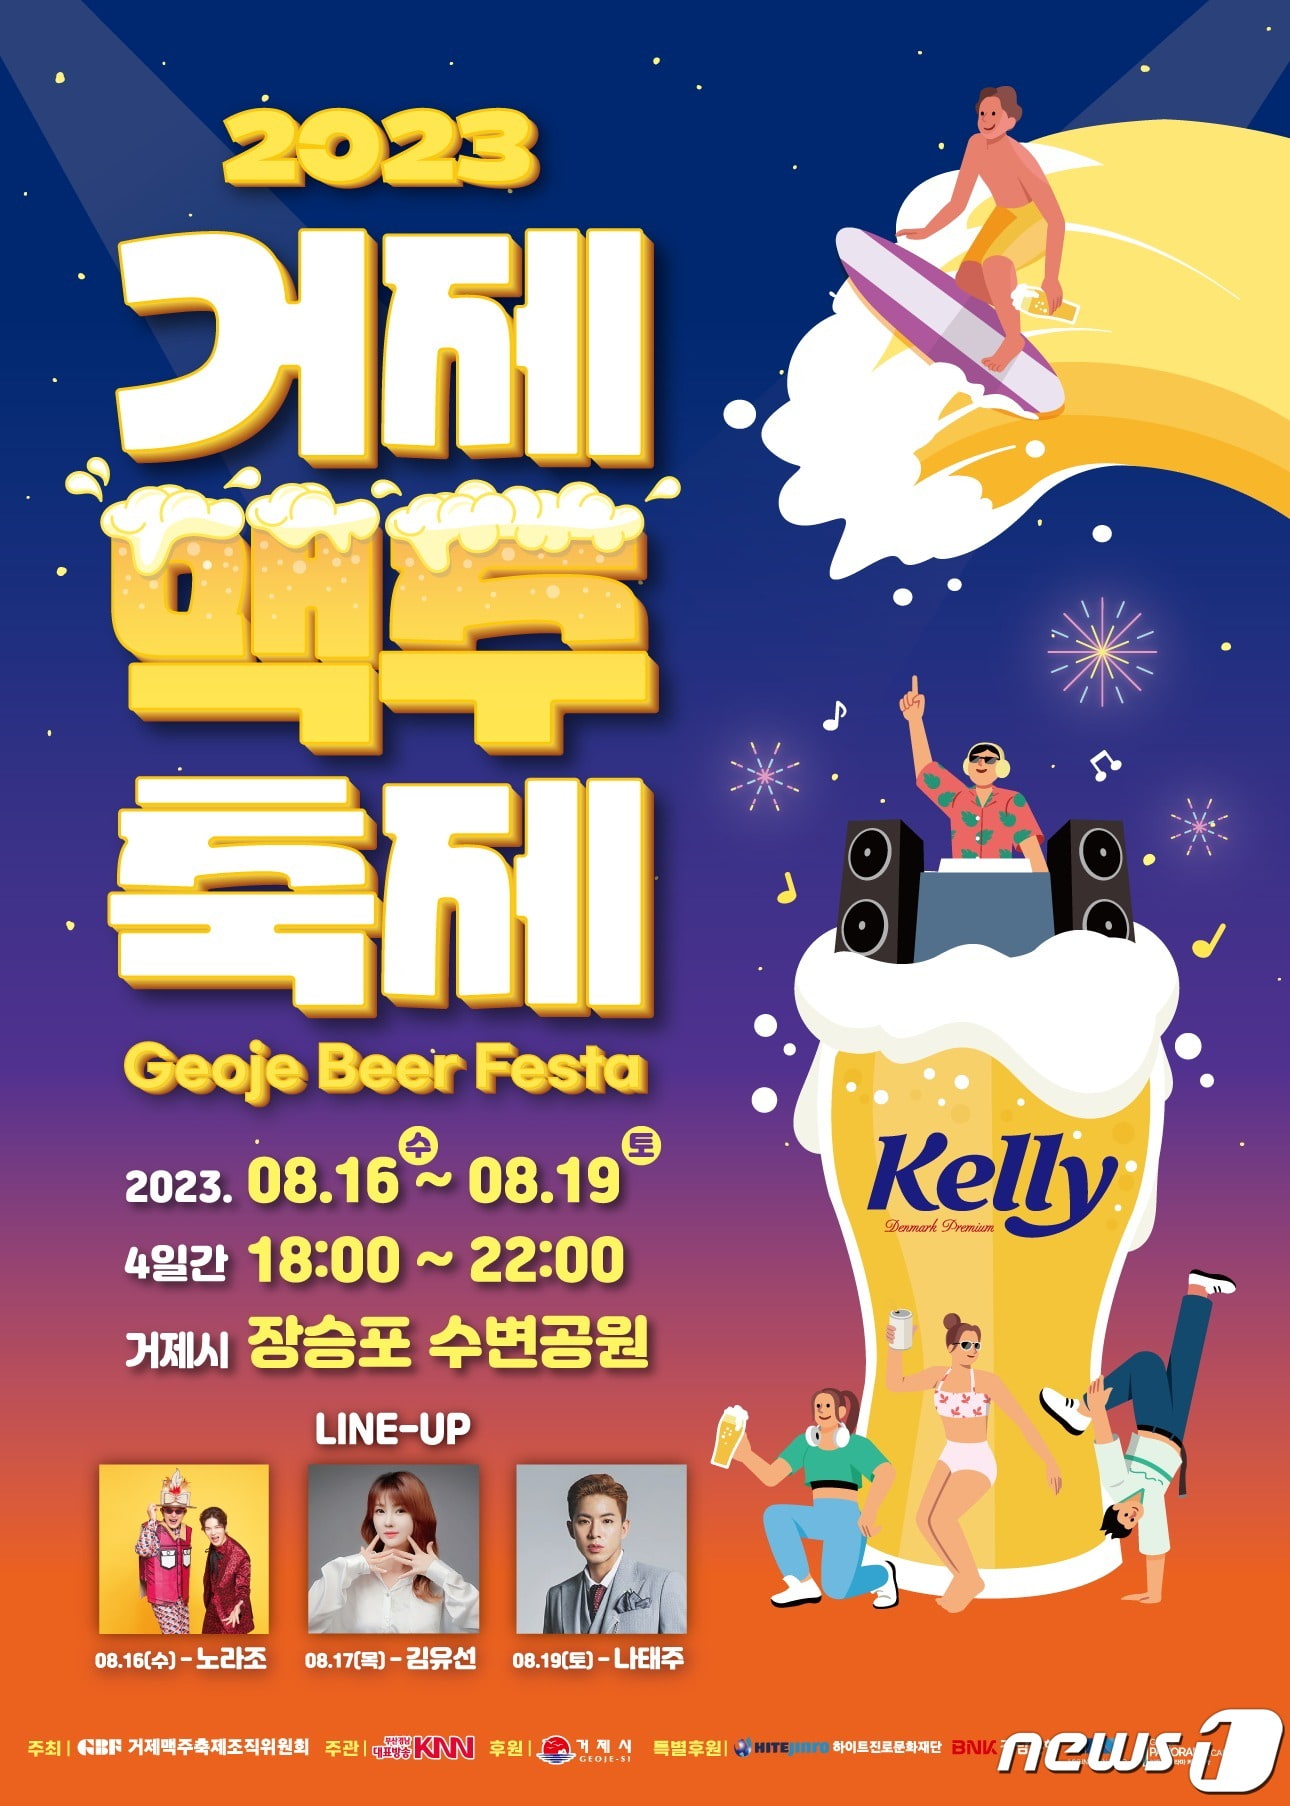 2023
거제
맥주
축제
Geoje Beer Festa
2023. 08.16 수 ~ 08.19 토
4일간 18:00 ~ 22:00
거제시 장승포 수변공원
LINE-UP
08.16(수) - 노라조
08.17(목) - 김유선
08.19(토) - 나태주
Kelly
Denmark Premium
주최 | GBF 거제맥주축제조직위원회 주관 | 부산경남 대표방송 KNN 후원 | 거제시 GEOJE-SI 특별후원 | HITEJINRO 하이트진로문화재단 BNK
news1